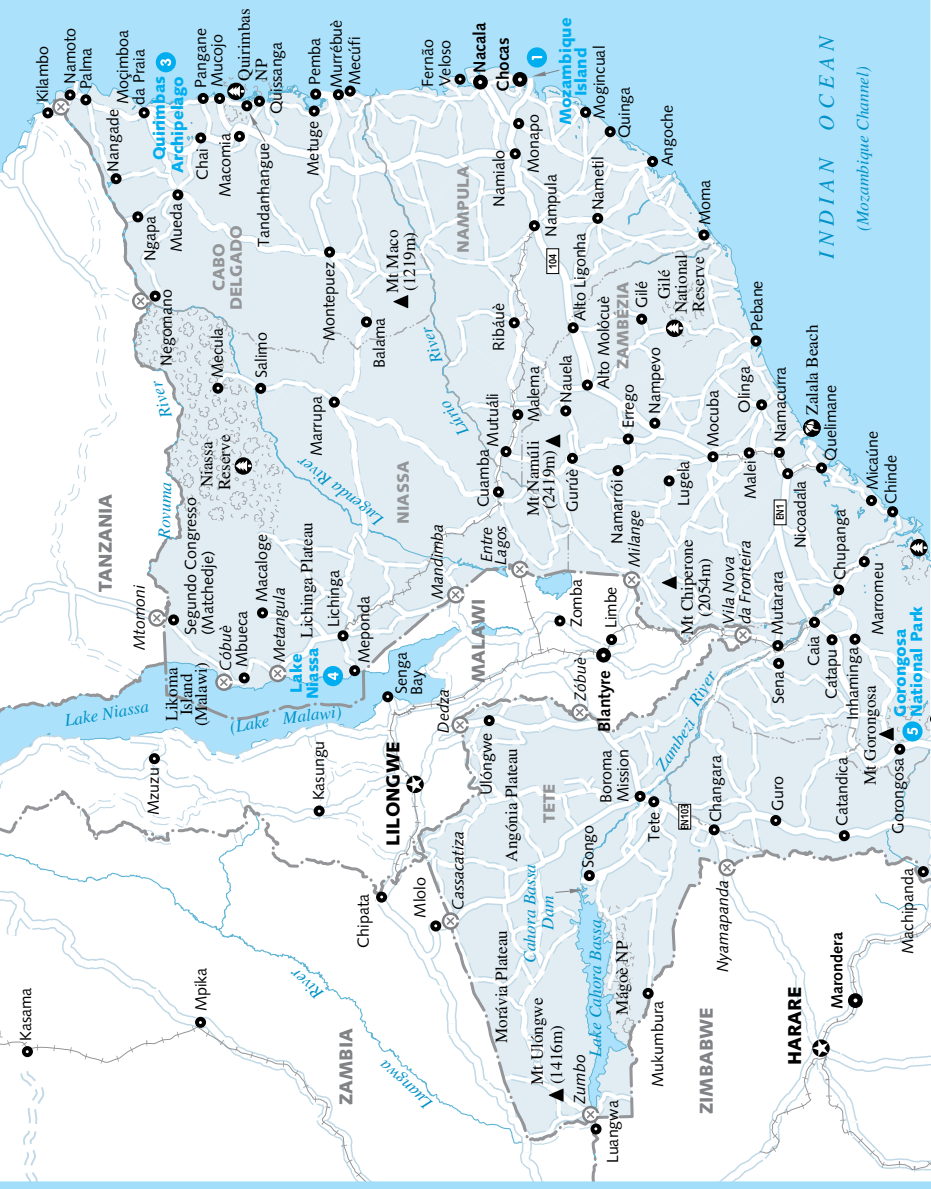 Kilambo
Namoto
Palma
Moçimboa
da Praia
Quirimbas
Archipelago
3
Pangane
Mucojo
Quirimbas
NP
Quissanga
Pemba
Murrébuè
Mecúfi
Fernão
Veloso
Nacala
Chocas
1
Mozambique
Island
Mogincual
Quinga
Angoche
INDIAN OCEAN
(Mozambique Channel)
Nangade
Chai
Macomia
Tandanhangue
Metuge
Namialo
Monapo
Nametil
Nampula
Ngapa
Mueda
CABO
DELGADO
Montepuez
Mt Maco
(1219m)
NAMPULA
104
Moma
Negomano
Mecula
Salimo
Balama
Lúrio
River
Ribáuè
Alto Ligonha
Alto Molócuè
ZAMBÉZIA
Gilé
Gilé
National
Reserve
Pebane
TANZANIA
Rovuma
River
Niassa
Reserve
Lugenda River
Marrupa
NIASSA
Cuamba
Mutuáli
Malema
Nauela
Mt Namúli
(2419m)
Gurúè
Errego
Nampevo
Namarrói
Lugela
Mocuba
Olinga
Malei
Namacurra
Zalala Beach
Quelimane
Nicoadala
EN1
Micaúne
Chinde
Mtomoni
Segundo Congresso
(Matchedje)
Macaloge
Cóbuè
Mbueca
Metangula
Lichinga Plateau
Lichinga
Lake
Niassa
4
Meponda
Mandimba
Entre
Lagos
Milange
Mt Chiperone
(2054m)
Vila Nova
da Fronteira
Chupanga
Marromeu
Lake Niassa
Likoma
Island
(Malawi)
(Lake Malawi)
Senga
Bay
MALAWI
Zomba
Limbe
Blantyre
Zóbuè
Dedza
Mutarara
Sena
Caia
Catapu
Inhaminga
Mt Gorongosa
Gorongosa
5
Gorongosa
National Park
Mzuzu
Kasungu
LILONGWE
Ulóngwe
Angónia Plateau
TETE
Boroma
Mission
Zambezi River
Tete
EN103
Changara
Guro
Catandica
Chipata
Mlolo
Cassacatiza
Songo
Cahora Bassa
Dam
Morávia Plateau
Lake Cahora Bassa
Mágoè NP
Mukumbura
Nyamapanda
Machipanda
Kasama
Mpika
ZAMBIA
River
Luangwa
Mt Ulóngwe
(1416m)
Zumbo
Luangwa
ZIMBABWE
HARARE
Marondera